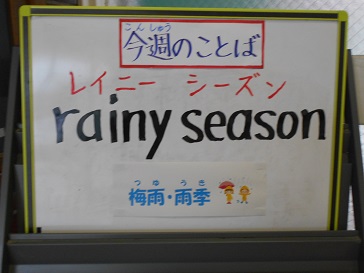 こんしゅう
今週のことば
レイニー シーズン
rainy season
つゆ うき
梅雨・雨季